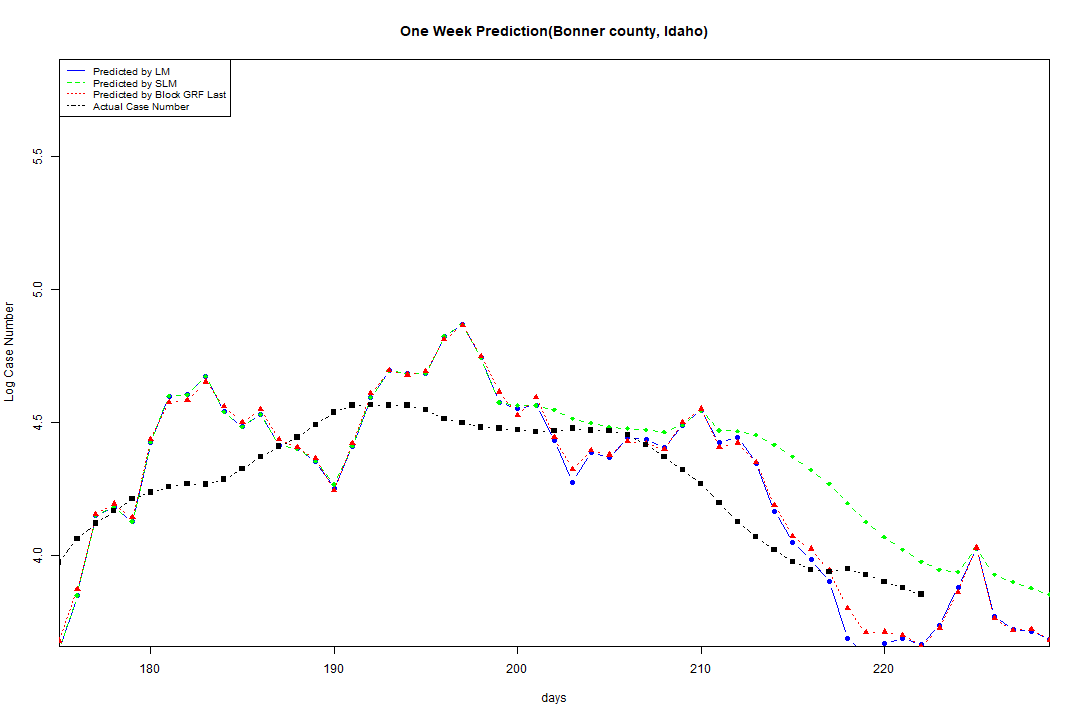 One Week Prediction(Bonner county, Idaho)
Predicted by LM
Predicted by SLM
Predicted by Block GRF Last
Actual Case Number
5.5
5.0
4.5
4.0
Log Case Number
180 190 200 210 220
days